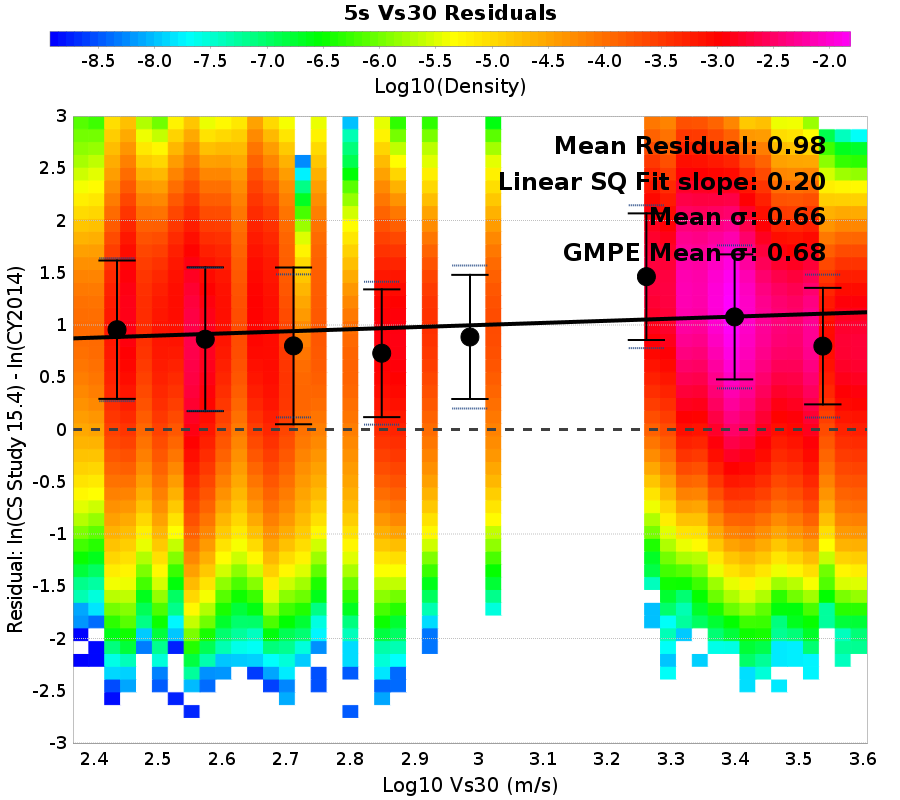 5s Vs30 Residuals
-8.5 -8.0 -7.5 -7.0 -6.5 -6.0 -5.5 -5.0 -4.5 -4.0 -3.5 -3.0 -2.5 -2.0
Log10(Density)
Mean Residual: 0.98
Linear SQ Fit slope: 0.20
Mean σ: 0.66
GMPE Mean σ: 0.68
Residual: ln(CS Study 15.4) - ln(CY2014)
3
2.5
2
1.5
1
0.5
0
-0.5
-1
-1.5
-2
-2.5
-3
2.4 2.5 2.6 2.7 2.8 2.9 3 3.1 3.2 3.3 3.4 3.5 3.6
Log10 Vs30 (m/s)